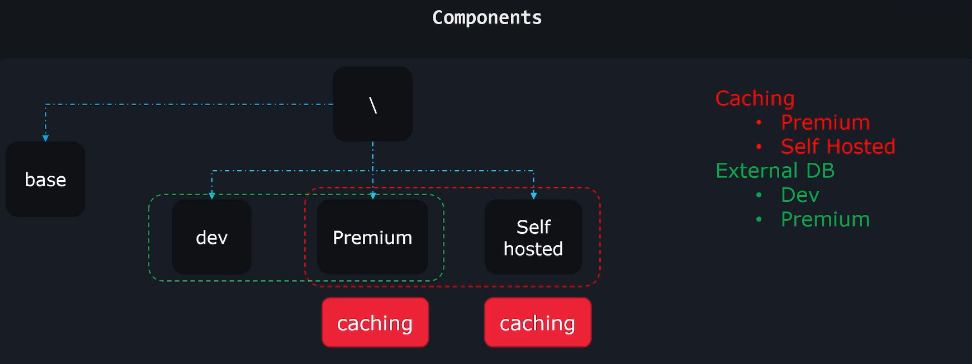 Components
\
base
dev
Premium
Self
hosted
caching
caching
Caching
• Premium
• Self Hosted
External DB
• Dev
• Premium